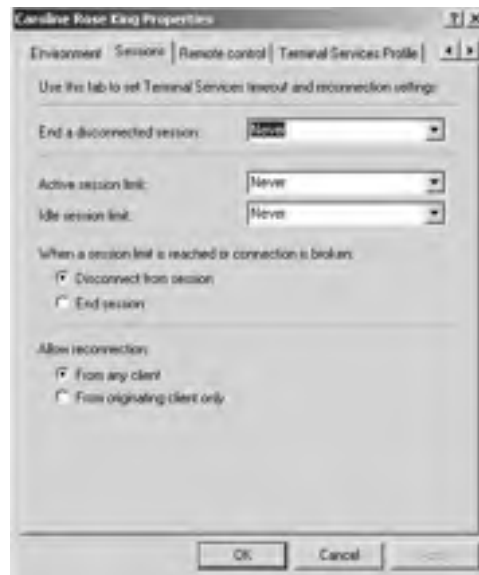 Caroline Rose King Properties
Environment Sessions Remote control Terminal Services Profile
Use this tab to set Terminal Services timeout and reconnection settings.
End a disconnected session: Never
Active session limit: Never
Idle session limit: Never
When a session limit is reached or connection is broken:
Disconnect from session
End session
Allow reconnection:
From any client
From originating client only
OK Cancel